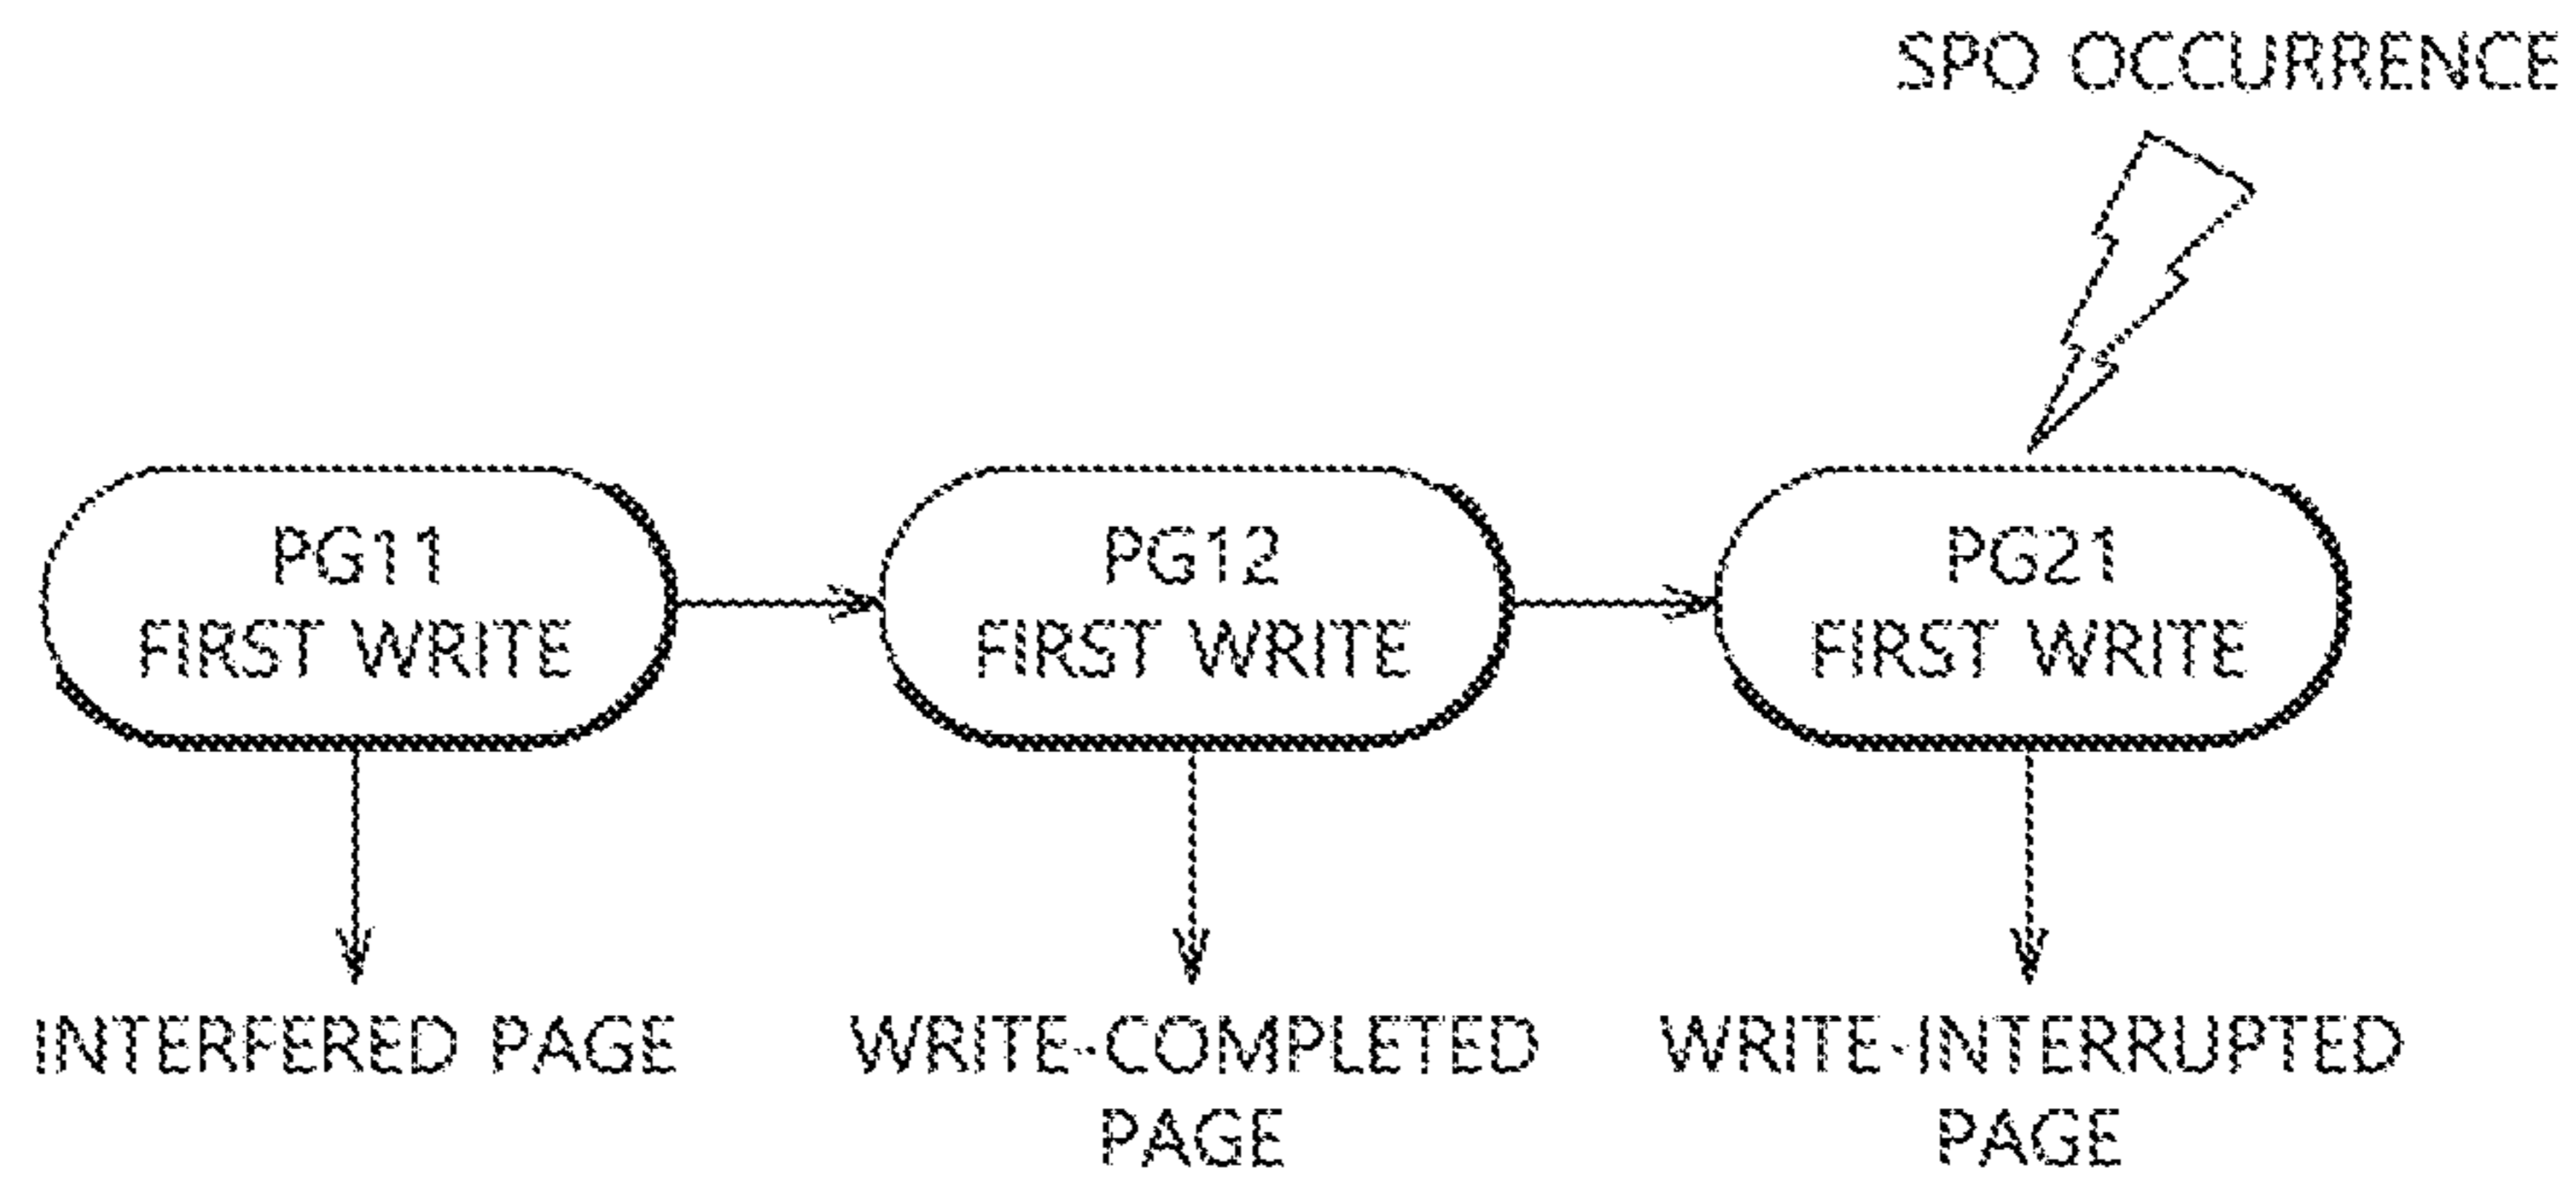 SPO OCCURRENCE
PG11
FIRST WRITE
PG12
FIRST WRITE
PG21
FIRST WRITE
INTERFERED PAGE
WRITE-COMPLETED
PAGE
WRITE-INTERRUPTED
PAGE